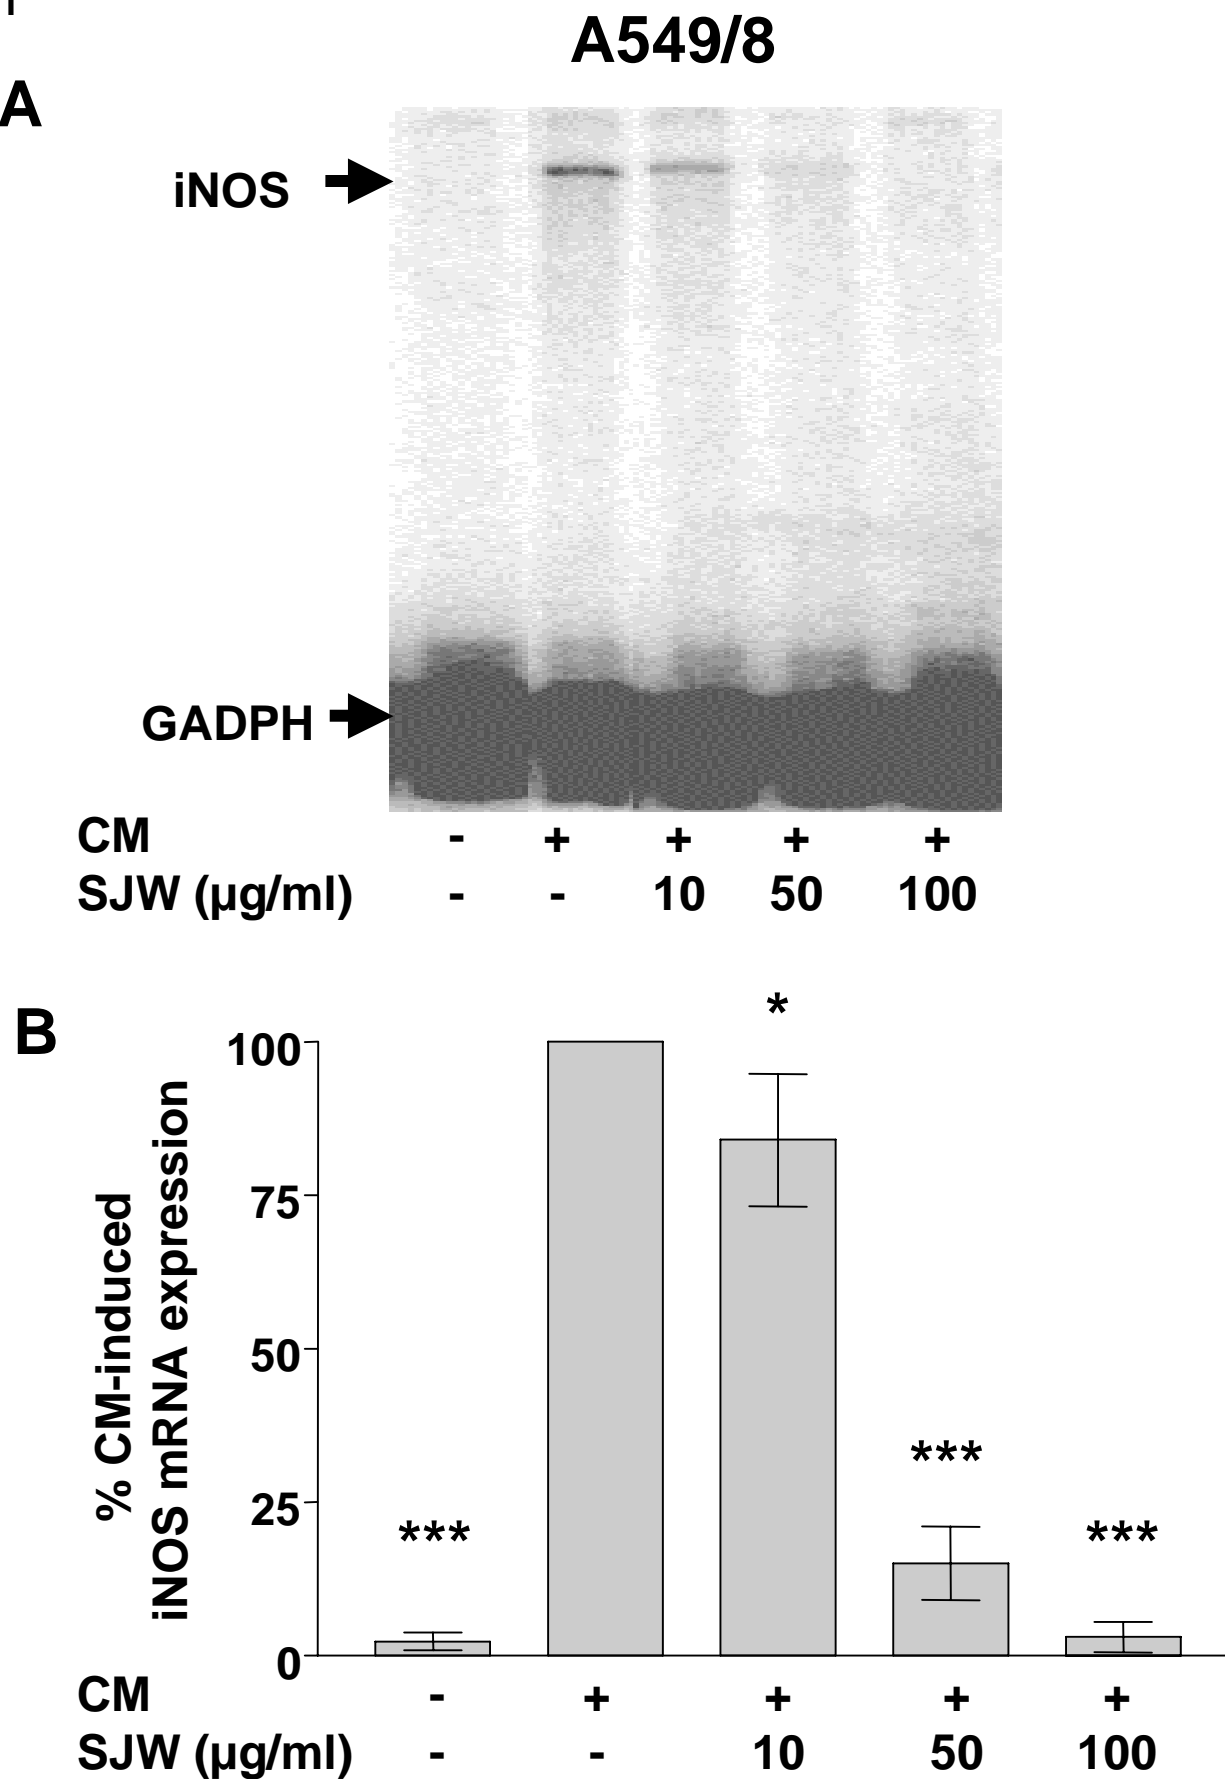 A549/8
A
iNOS
GADPH
CM - + + + +
SJW (µg/ml) - - 10 50 100
B
% CM-induced
iNOS mRNA expression
100
75
50
25
0
*
***
***
***
CM - + + + +
SJW (µg/ml) - - 10 50 100